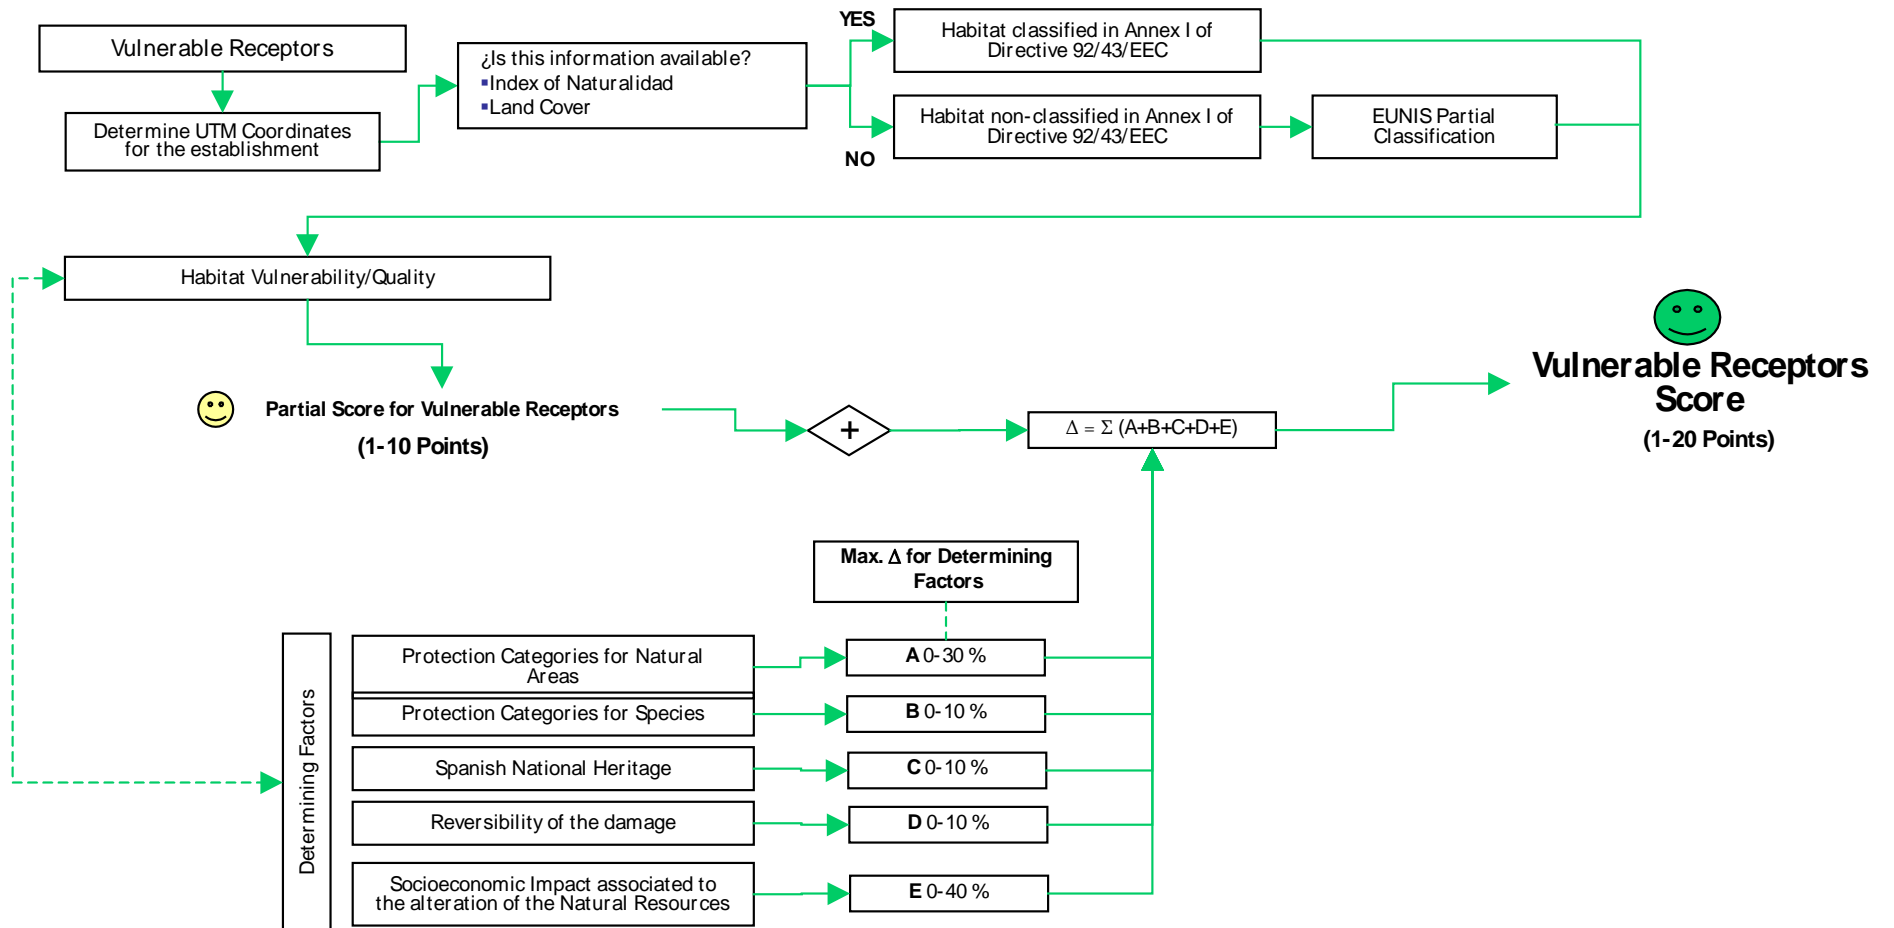 Vulnerable Receptors
Determine UTM Coordinates
for the establishment
¿Is this information available?
▪Index of Naturalidad
▪Land Cover
YES
NO
Habitat classified in Annex I of
Directive 92/43/EEC
Habitat non-classified in Annex I of
Directive 92/43/EEC
EUNIS Partial
Classification
Habitat Vulnerability/Quality
Partial Score for Vulnerable Receptors
(1-10 Points)
+
Δ = Σ (A+B+C+D+E)
Vulnerable Receptors
Score
(1-20 Points)
Max. Δ for Determining
Factors
Determining Factors
Protection Categories for Natural
Areas
A 0-30 %
Protection Categories for Species
B 0-10 %
Spanish National Heritage
C 0-10 %
Reversibility of the damage
D 0-10 %
Socioeconomic Impact associated to
the alteration of the Natural Resources
E 0-40 %